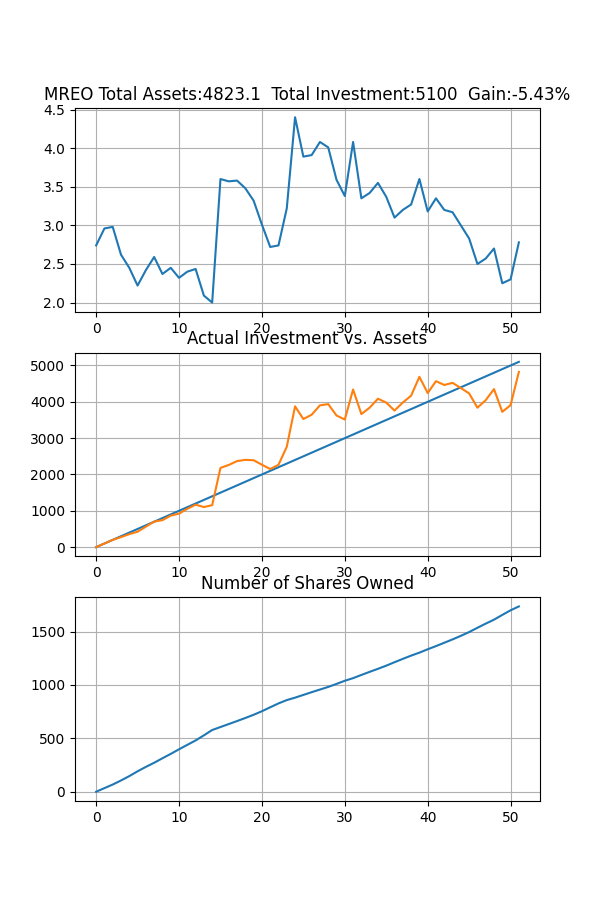 MREO Total Assets:4823.1  Total Investment:5100  Gain:-5.43%
4.5
4.0
3.5
3.0
2.5
2.0
0 10 20 30 40 50
Actual Investment vs. Assets
5000
4000
3000
2000
1000
0
0 10 20 30 40 50
Number of Shares Owned
1500
1000
500
0
0 10 20 30 40 50